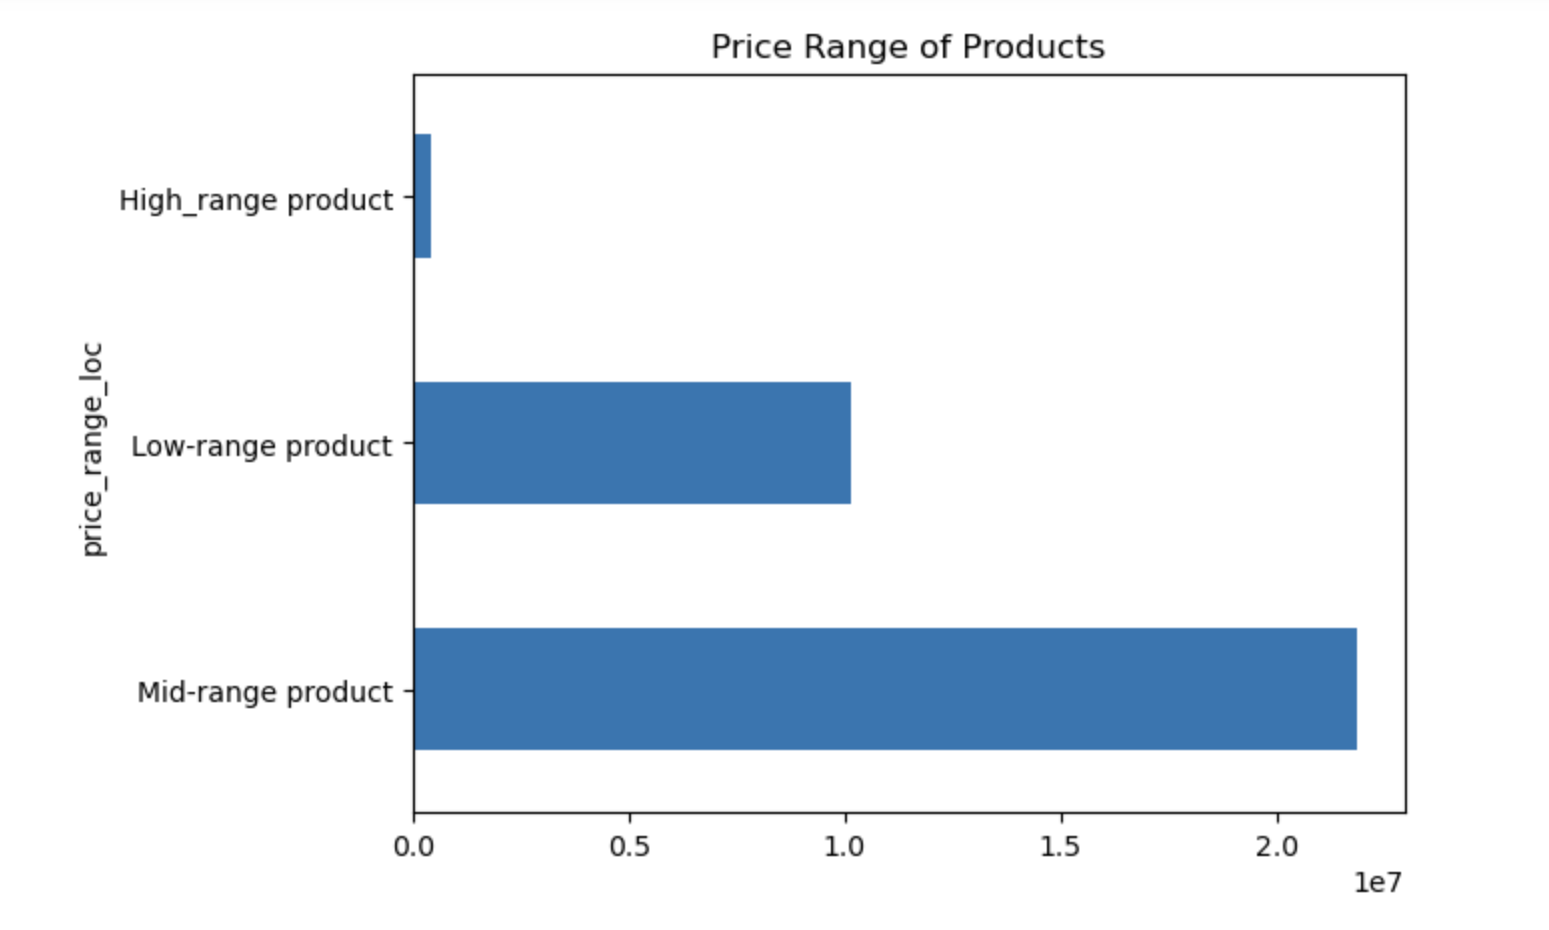 Price Range of Products
High_range product
Low-range product
Mid-range product
price_range_loc
0.0 0.5 1.0 1.5 2.0
1e7